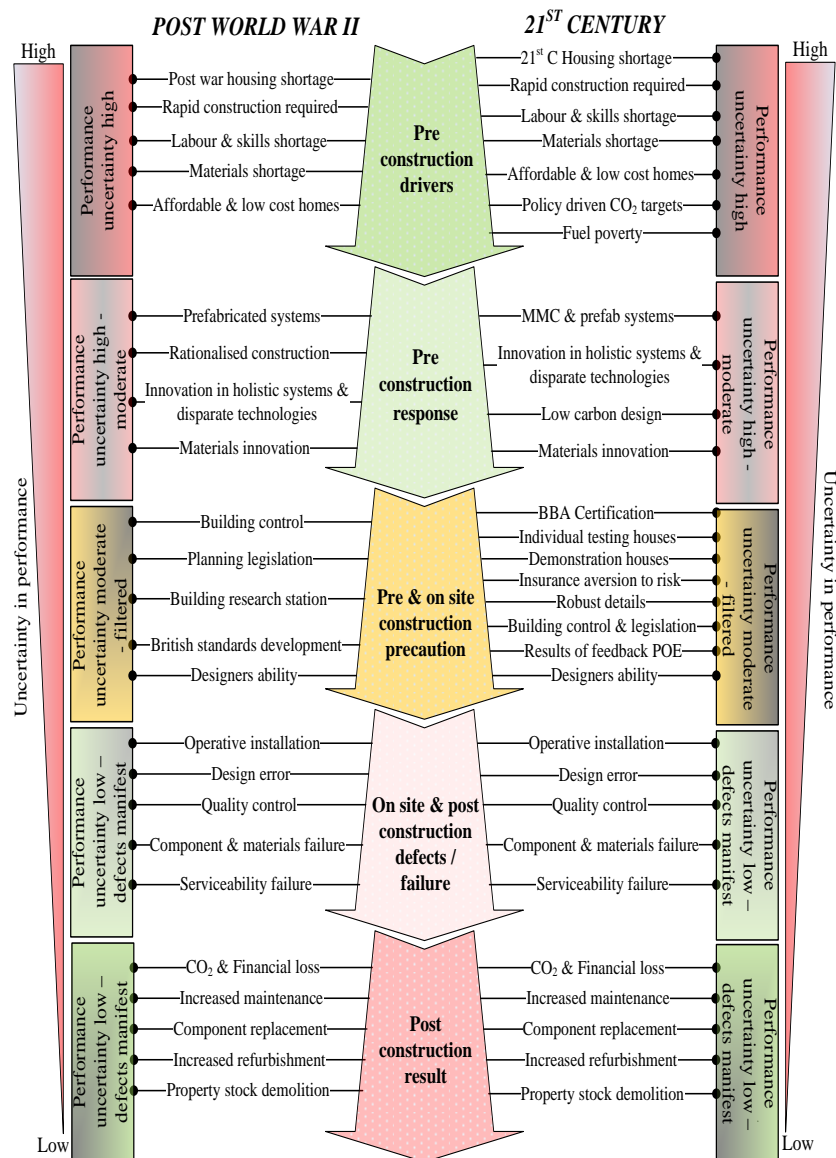 POST WORLD WAR II
21ST CENTURY
High
High
Uncertainty in performance
Uncertainty in performance
Performance
uncertainty high
Post war housing shortage
Rapid construction required
Labour & skills shortage
Materials shortage
Affordable & low cost homes
Pre
construction
drivers
21st C Housing shortage
Rapid construction required
Labour & skills shortage
Materials shortage
Affordable & low cost homes
Policy driven CO2 targets
Fuel poverty
Performance
uncertainty high
Performance
uncertainty high -
moderate
Prefabricated systems
Rationalised construction
Innovation in holistic systems &
disparate technologies
Materials innovation
Pre
construction
response
MMC & prefab systems
Innovation in holistic systems &
disparate technologies
Low carbon design
Materials innovation
Performance
uncertainty high -
moderate
Performance
uncertainty moderate
- filtered
Building control
Planning legislation
Building research station
British standards development
Designers ability
Pre & on site
construction
precaution
BBA Certification
Individual testing houses
Demonstration houses
Insurance aversion to risk
Robust details
Building control & legislation
Results of feedback POE
Designers ability
Performance
uncertainty moderate
- filtered
Performance
uncertainty low –
defects manifest
Operative installation
Design error
Quality control
Component & materials failure
Serviceability failure
On site & post
construction
defects /
failure
Operative installation
Design error
Quality control
Component & materials failure
Serviceability failure
Performance
uncertainty low –
defects manifest
Performance
uncertainty low –
defects manifest
CO2 & Financial loss
Increased maintenance
Component replacement
Increased refurbishment
Property stock demolition
Post
construction
result
CO2 & Financial loss
Increased maintenance
Component replacement
Increased refurbishment
Property stock demolition
Performance
uncertainty low –
defects manifest
Low
Low